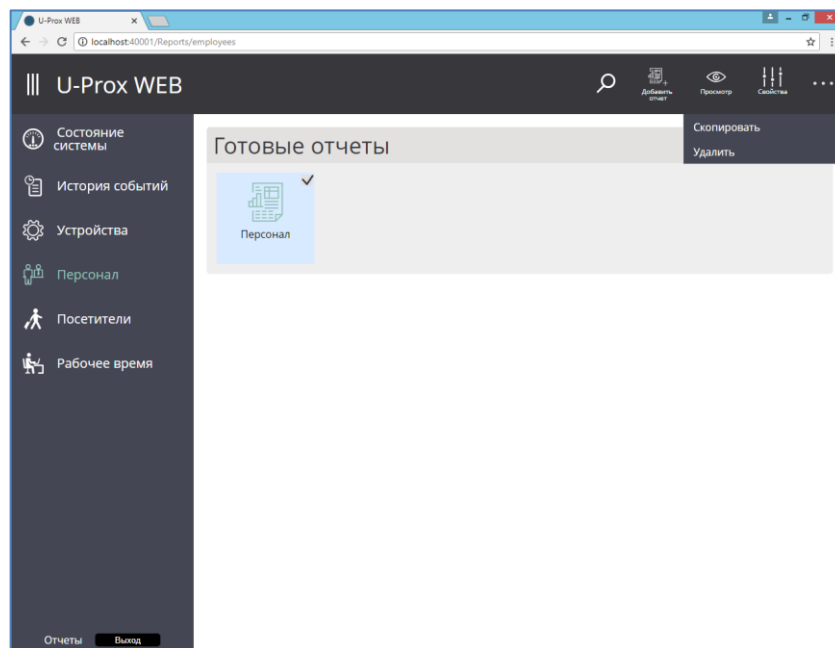 U-Prox WEB
localhost:40001/Reports/employees
U-Prox WEB
Добавить
отчет
Просмотр
Свойства
Скопировать
Удалить
Состояние
системы
История событий
Устройства
Персонал
Посетители
Рабочее время
Готовые отчеты
Персонал
Отчеты
Выход